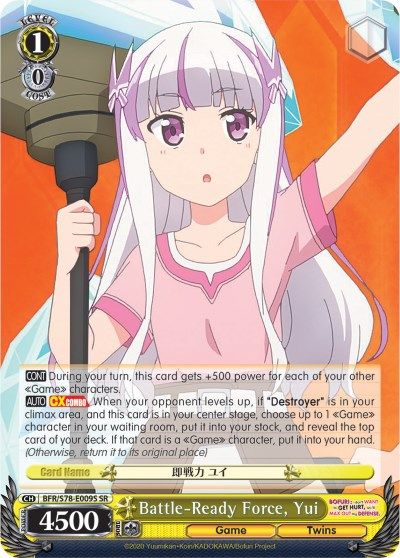 LEVEL
1
0
COST
CONT During your turn, this card gets +500 power for each of your other
«Game» characters.
AUTO CXCOMBO When your opponent levels up, if "Destroyer" is in your
climax area, and this card is in your center stage, choose up to 1 «Game»
character in your waiting room, put it into your stock, and reveal the
top card of your deck. If that card is a «Game» character, put it into your hand.
(Otherwise, return it to its original place)
Card Name 即戦力 ユイ
CH BFR/S78-E009S SR
Battle-Ready Force, Yui
BOFURI: I DON'T WANT TO GET HURT, SO I'LL MAX OUT MY DEFENSE.
POWER
4500
SOUL
Game Twins
©2020 Yuumikan・Koin/KADOKAWA/Bofuri Project